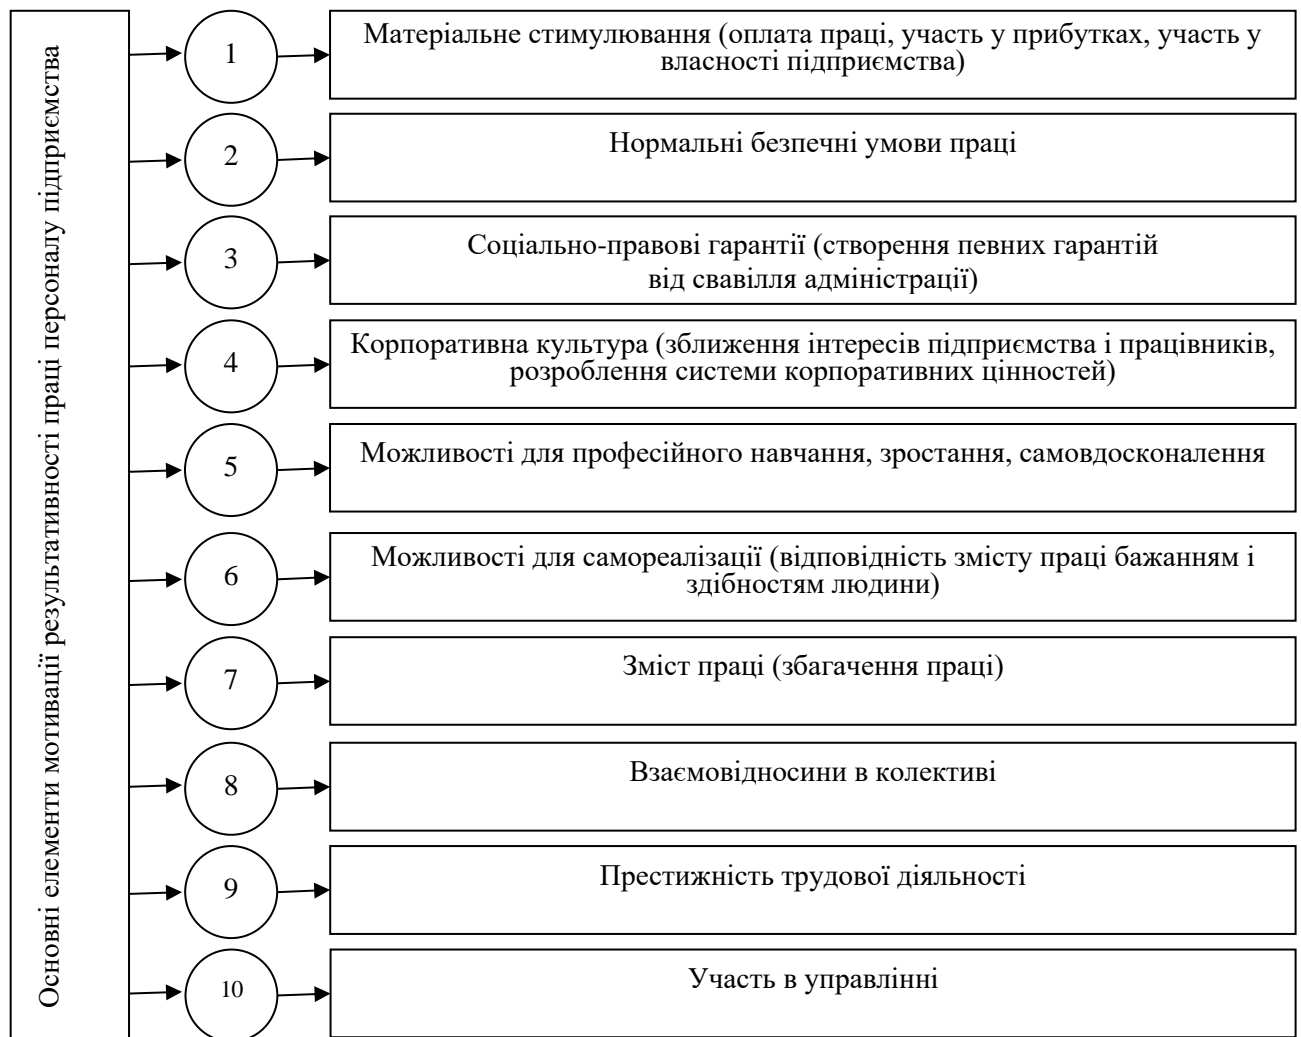 Основні елементи мотивації результативності праці персоналу підприємства
1
Матеріальне стимулювання (оплата праці, участь у прибутках, участь у
власності підприємства)
2
Нормальні безпечні умови праці
3
Соціально-правові гарантії (створення певних гарантій
від свавілля адміністрації)
4
Корпоративна культура (зближення інтересів підприємства і працівників,
розроблення системи корпоративних цінностей)
5
Можливості для професійного навчання, зростання, самовдосконалення
6
Можливості для самореалізації (відповідність змісту праці бажанням і
здібностям людини)
7
Зміст праці (збагачення праці)
8
Взаємовідносини в колективі
9
Престижність трудової діяльності
10
Участь в управлінні